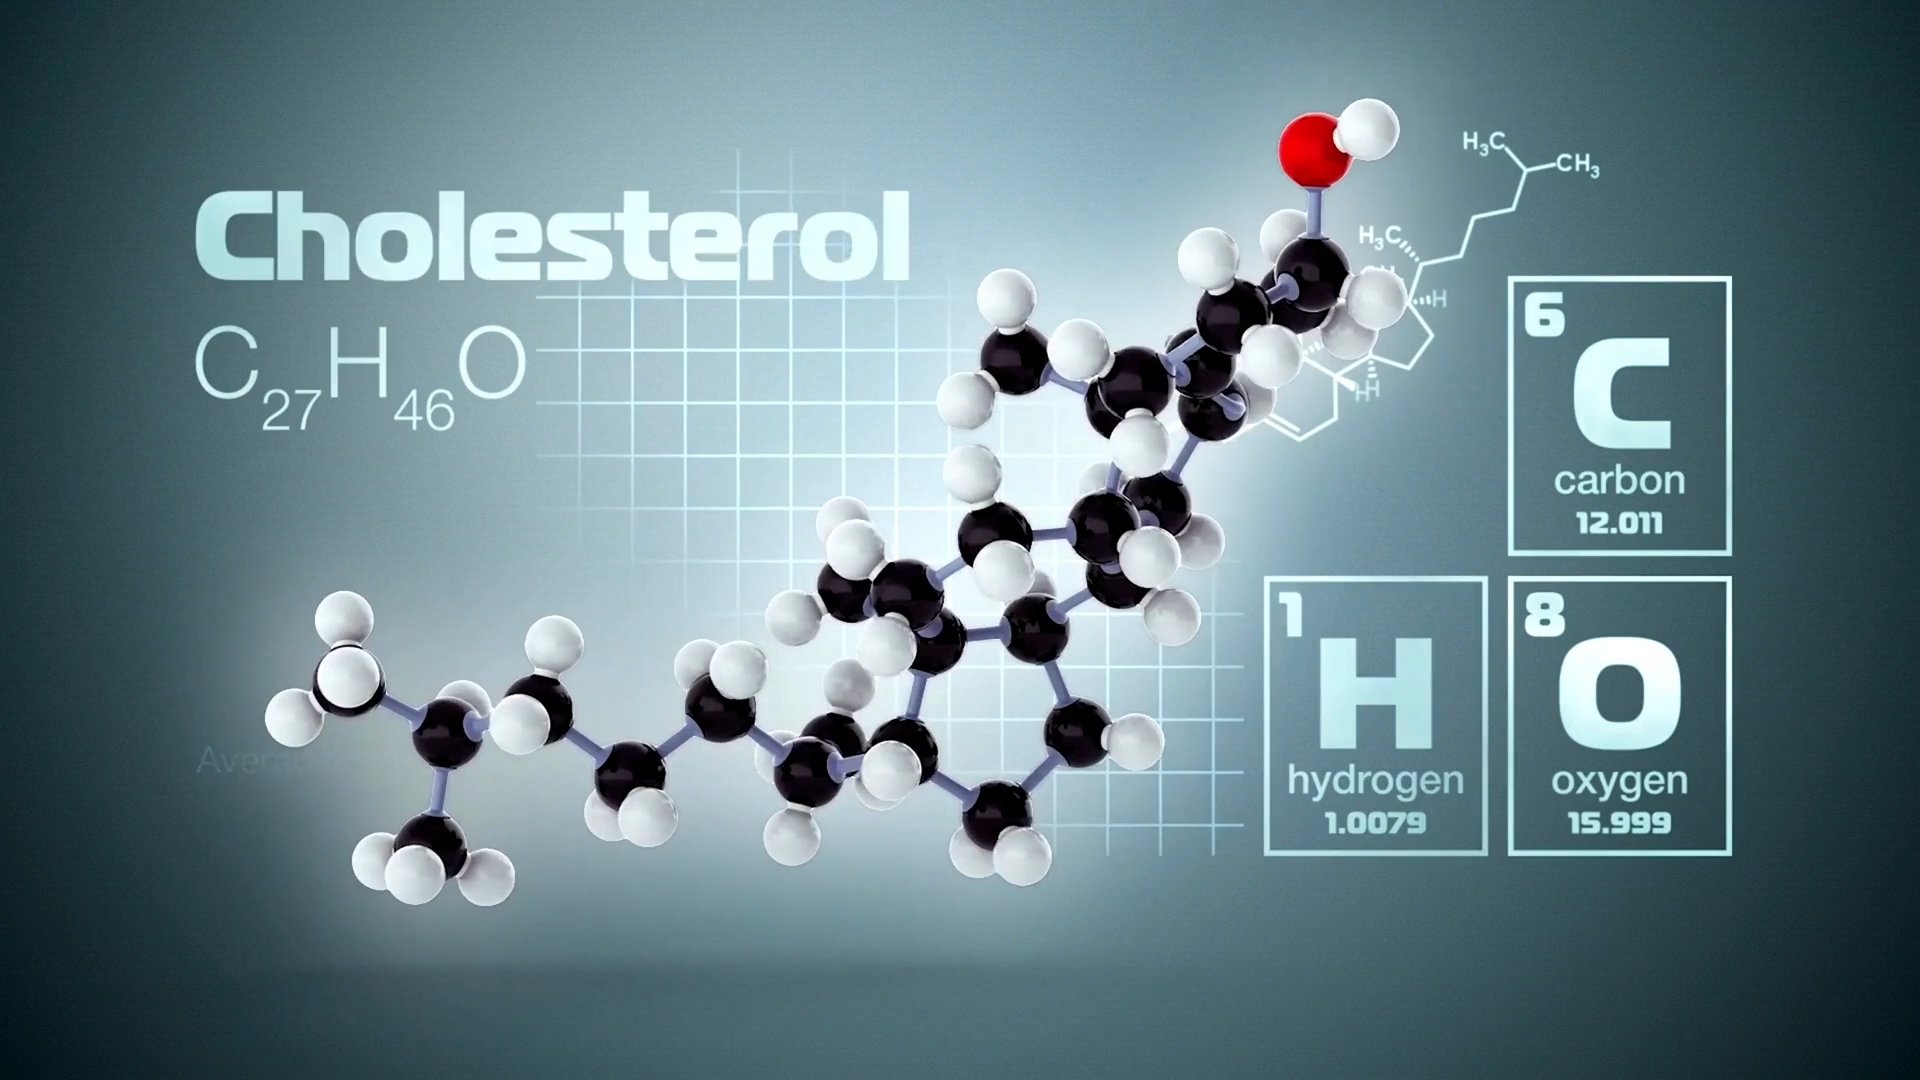 Cholesterol
C₂₇H₄₆O
H₃C
CH₃
H₃C
H
H
H
6
C
carbon
12.011
1
H
hydrogen
1.0079
8
O
oxygen
15.999